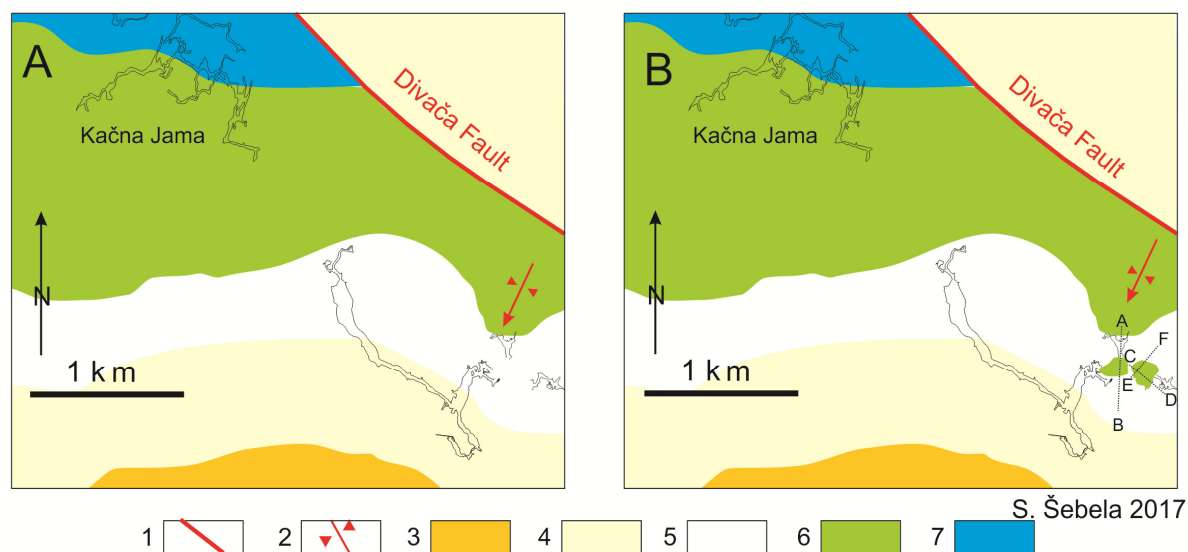 A
Kačna Jama
Divača Fault
N
1 km
B
Kačna Jama
Divača Fault
N
1 km
A
F
C
E
D
B
S. Šebela 2017
1 2 3 4 5 6 7